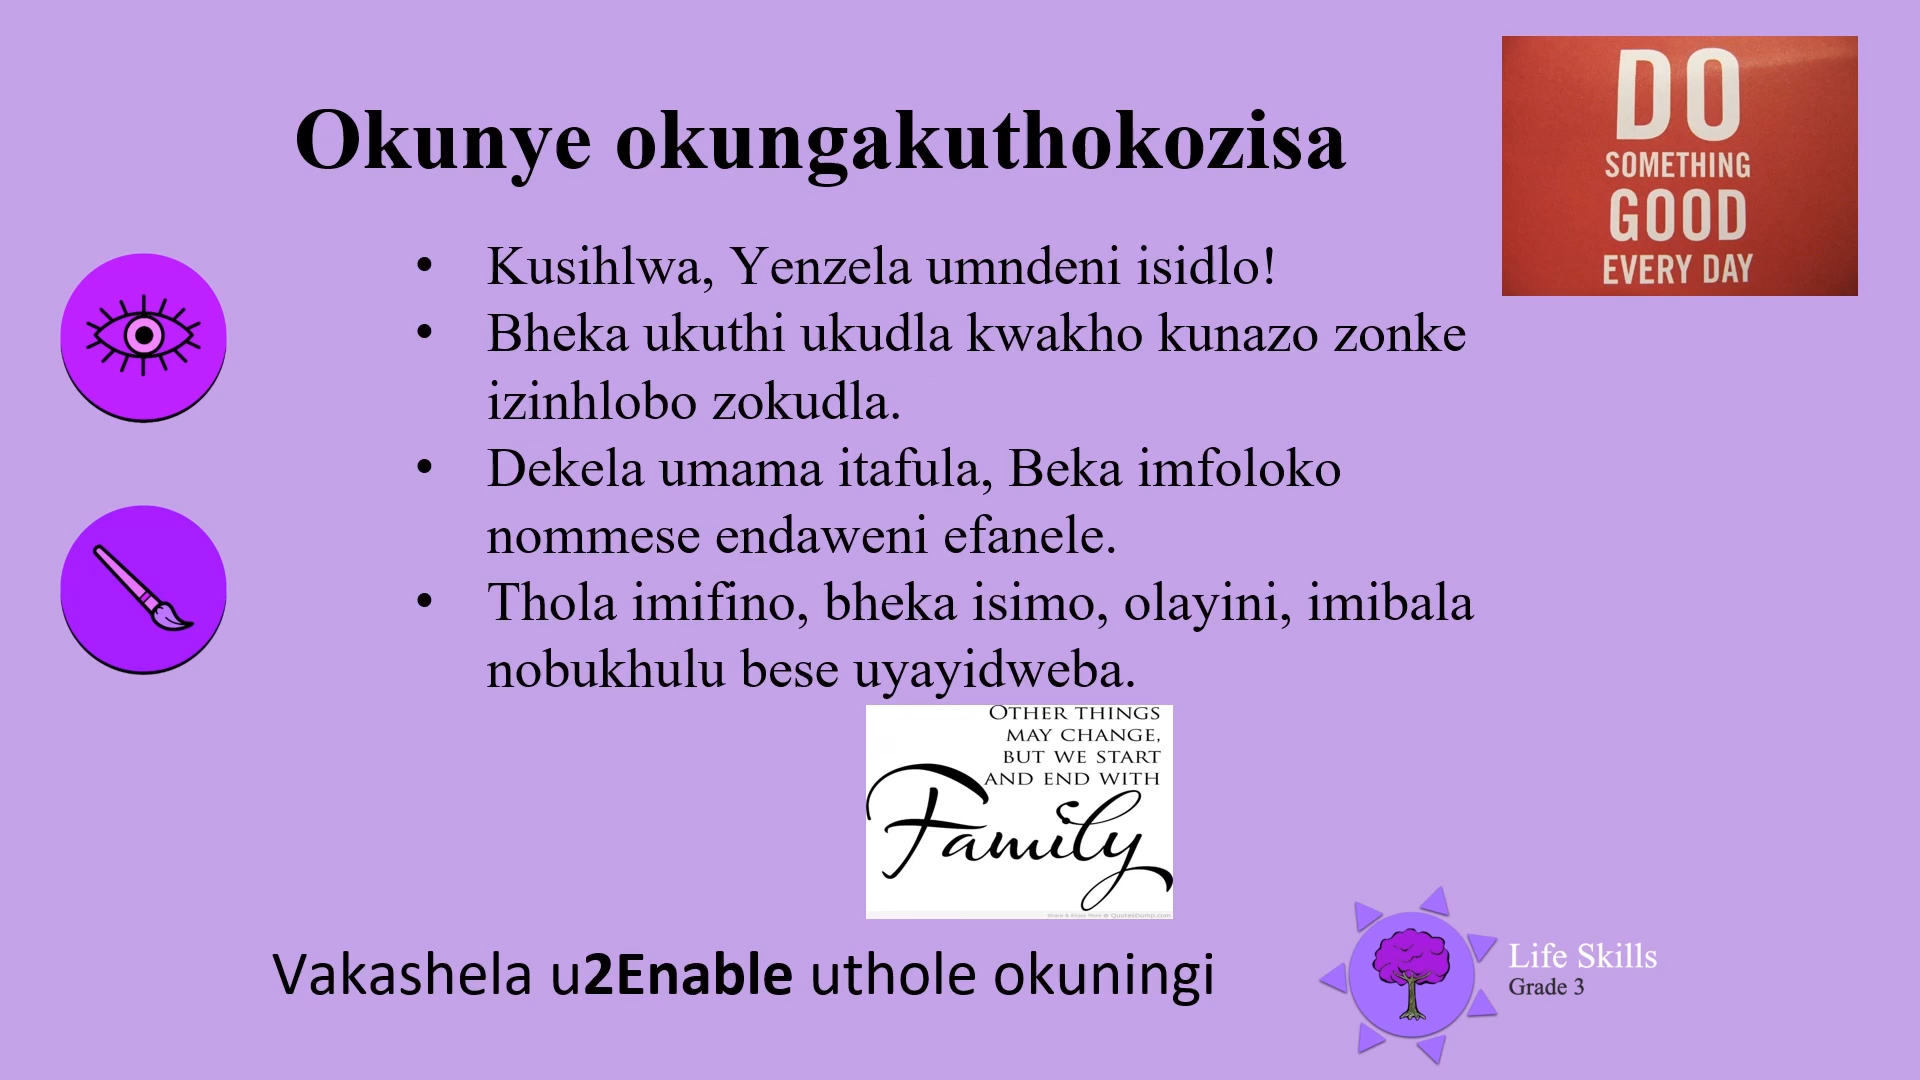 Okunye okungakuthokozisa
DO
SOMETHING
GOOD
EVERY DAY
• Kusihlwa, Yenzela umndeni isidlo!
• Bheka ukuthi ukudla kwakho kunazo zonke
izinhlobo zokudla.
• Dekela umama itafula, Beka imfoloko
nommese endaweni efanele.
• Thola imifino, bheka isimo, olayini, imibala
nobukhulu bese uyayidweba.
OTHER THINGS
MAY CHANGE,
BUT WE START
AND END WITH
Family
Vakashela u2Enable uthole okuningi
Life Skills
Grade 3